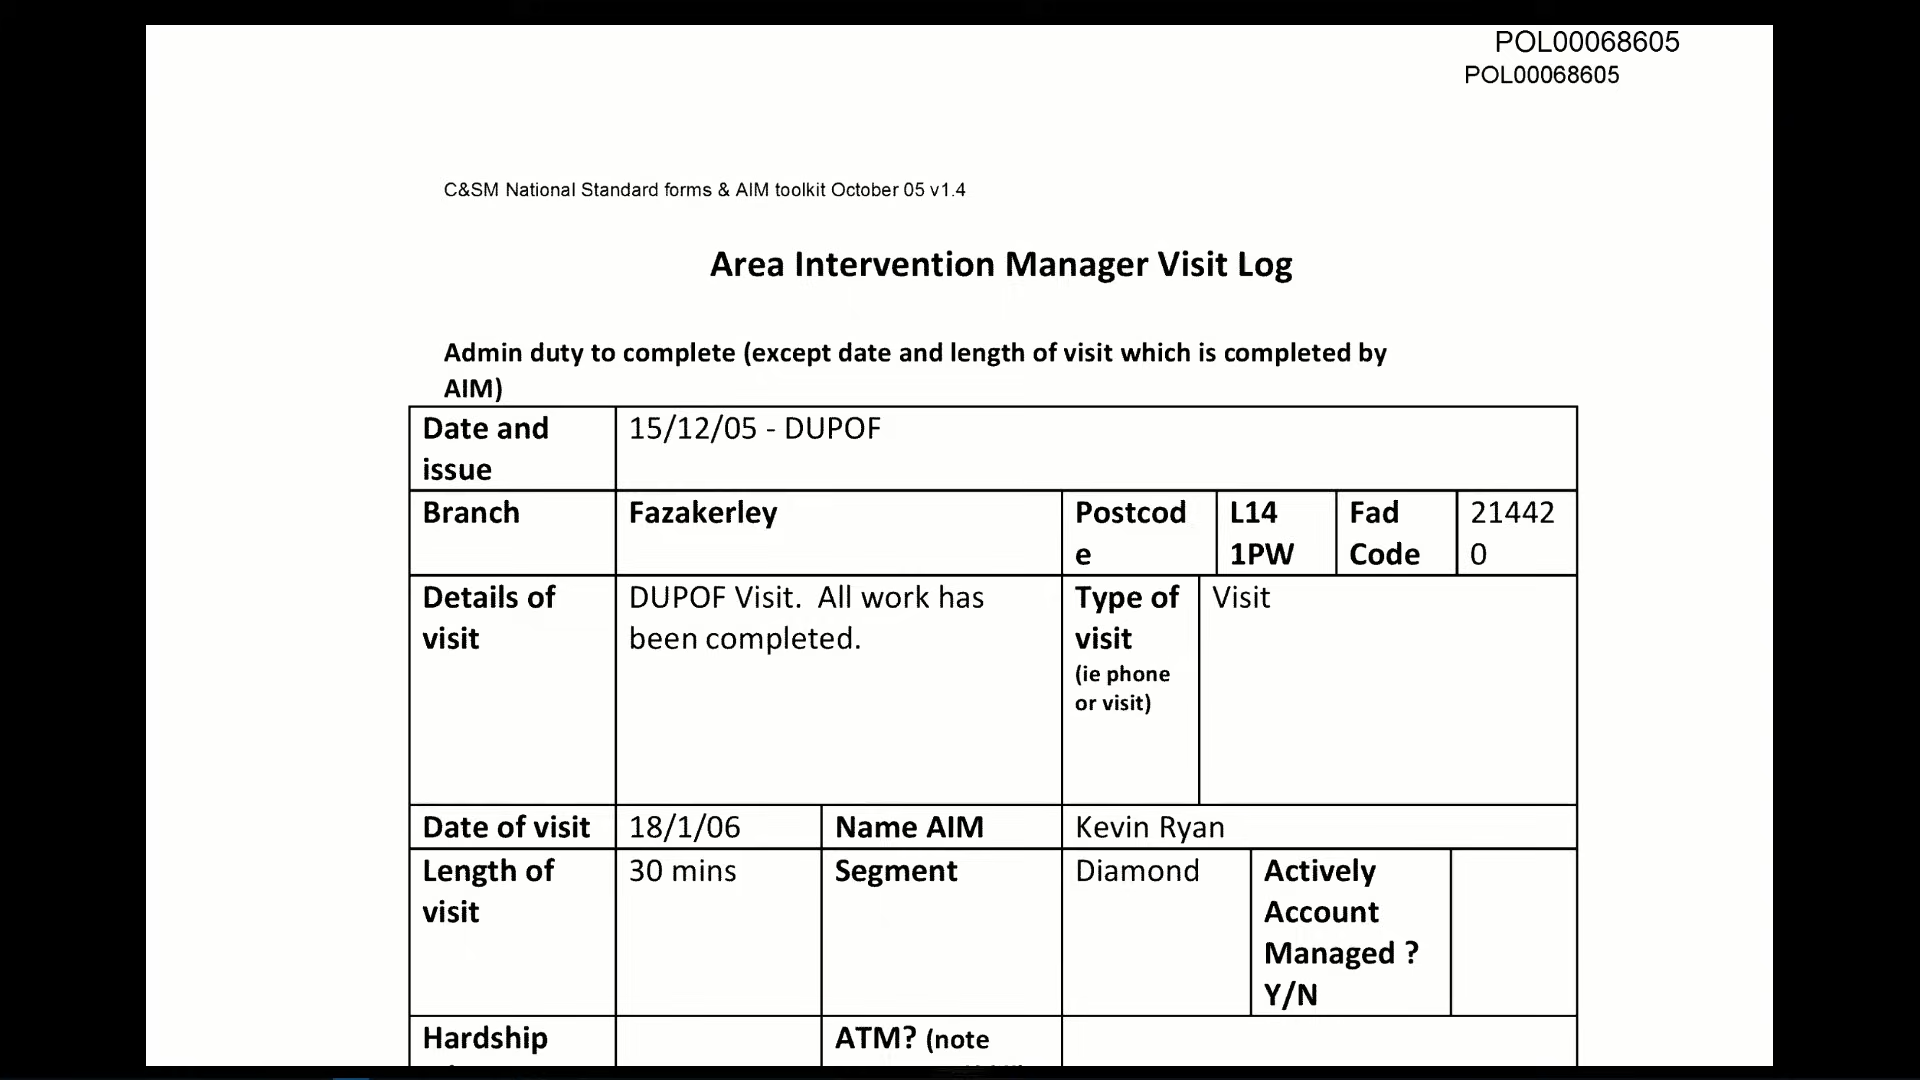 POL00068605
POL00068605
C&SM National Standard forms & AIM toolkit October 05 v1.4
Area Intervention Manager Visit Log
Admin duty to complete (except date and length of visit which is completed by
AIM)
Date and
issue
15/12/05 - DUPOF
Branch
Fazakerley
Postcod
e
L14
1PW
Fad
Code
21442
0
Details of
visit
DUPOF Visit.  All work has
been completed.
Type of
visit
(ie phone
or visit)
Visit
Date of visit
18/1/06
Name AIM
Kevin Ryan
Length of
visit
30 mins
Segment
Diamond
Actively
Account
Managed ?
Y/N
Hardship
ATM? (note